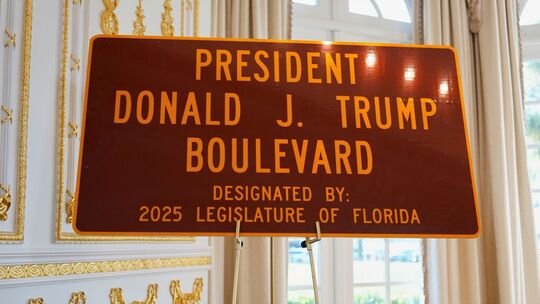 PRESIDENT
DONALD J. TRUMP
BOULEVARD
DESIGNATED BY:
2025 LEGISLATURE OF FLORIDA